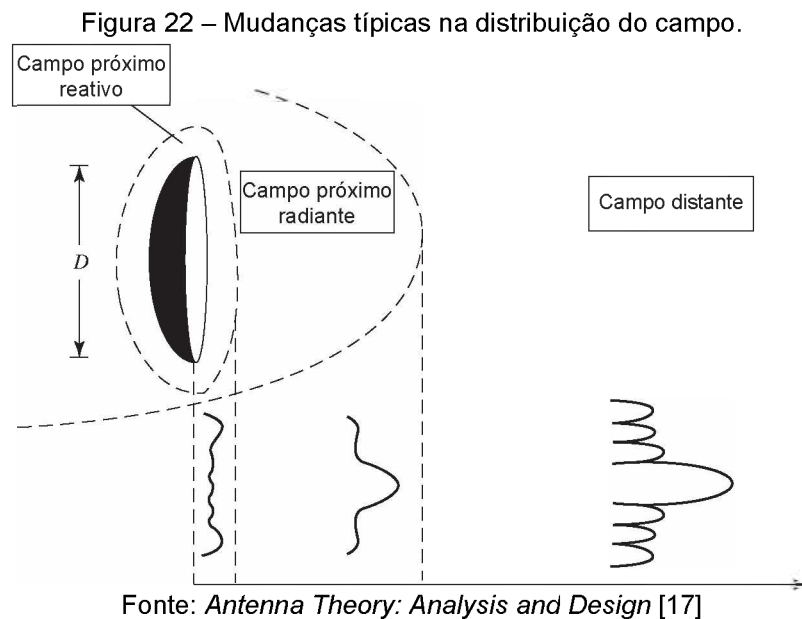 Figura 22 – Mudanças típicas na distribuição do campo.
Campo próximo
reativo
Campo próximo
radiante
Campo distante
D
Fonte: Antenna Theory: Analysis and Design [17]